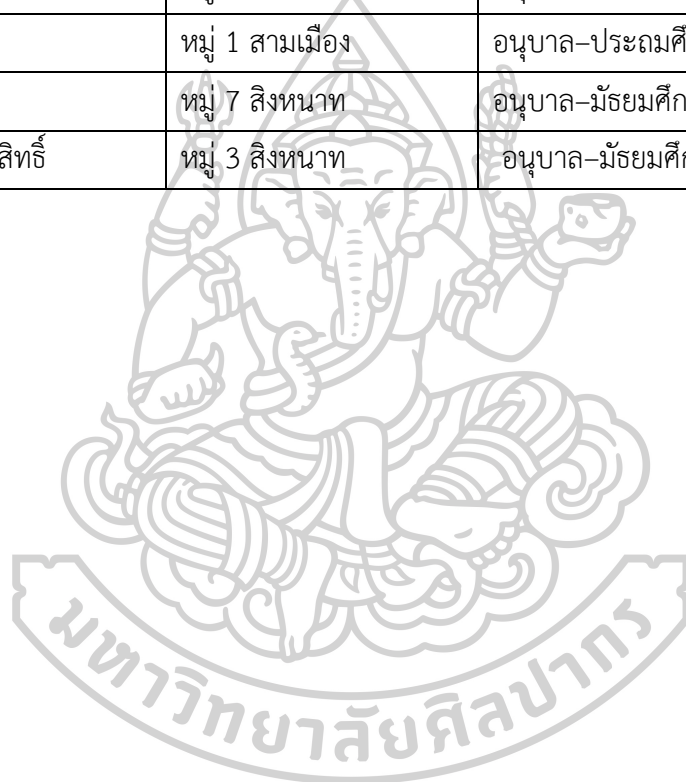 หมู่ 1 สามเมือง อนุบาล–ประถมศึ
หมู่ 7 สิงหนาท อนุบาล–มัธยมศึก
สิทธิ์ หมู่ 3 สิงหนาท อนุบาล–มัธยมศึก
มหาวิทยาลัยศิลปากร